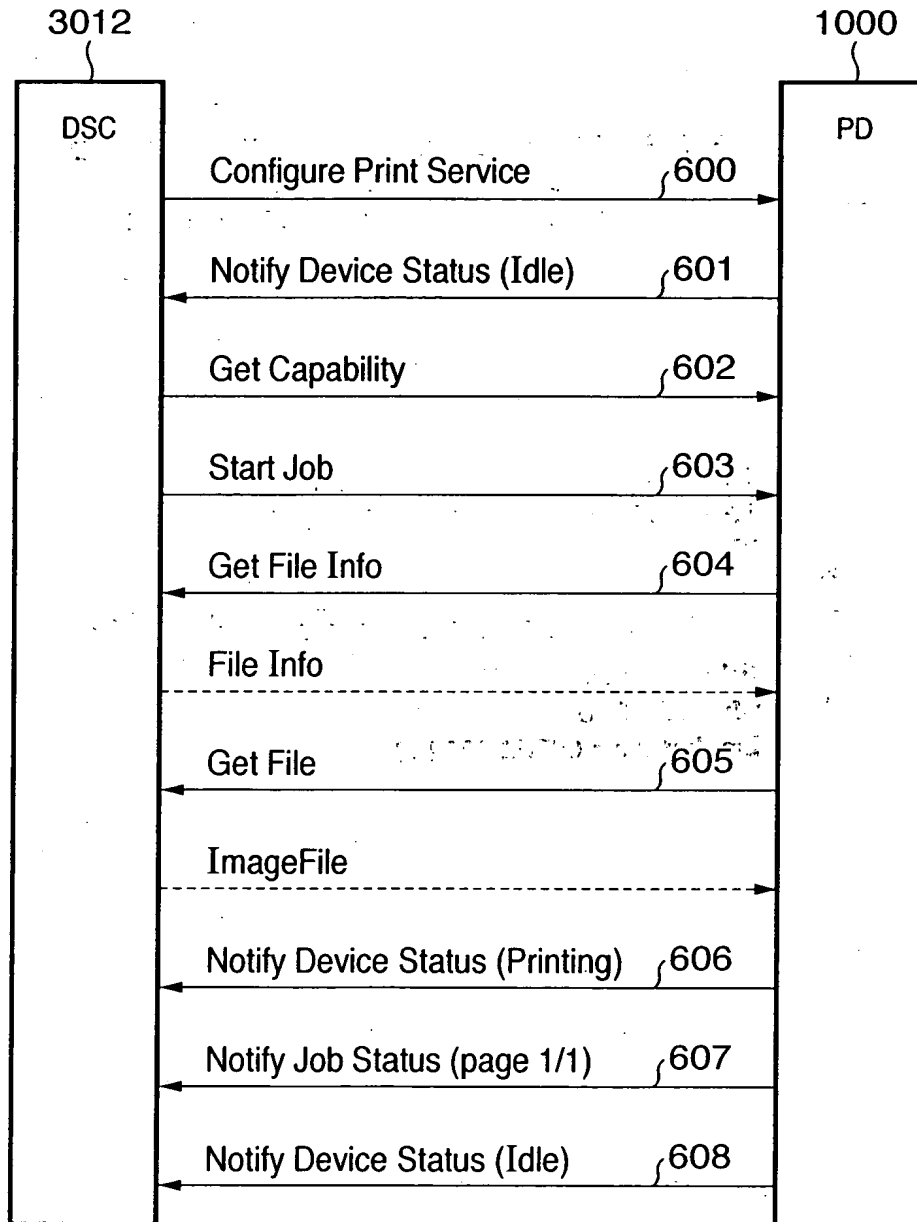 3012 1000
DSC PD
Configure Print Service 600
Notify Device Status (Idle) 601
Get Capability 602
Start Job 603
Get File Info 604
File Info
Get File 605
ImageFile
Notify Device Status (Printing) 606
Notify Job Status (page 1/1) 607
Notify Device Status (Idle) 608